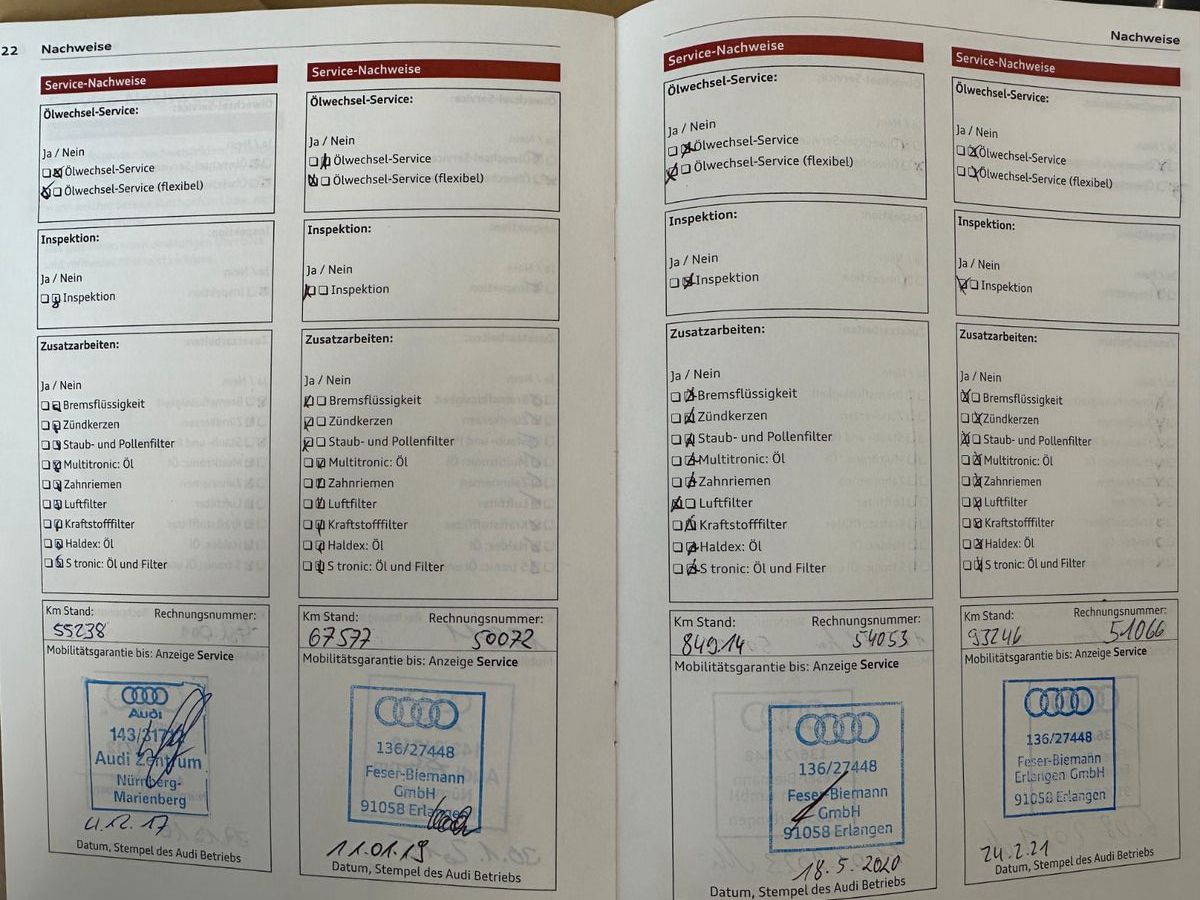 22 Nachweise
Service-Nachweise
Ölwechsel-Service:
Ja / Nein
Ölwechsel-Service
Ölwechsel-Service (flexibel)
Inspektion:
Ja / Nein
Inspektion
Zusatzarbeiten:
Ja / Nein
Bremsflüssigkeit
Zündkerzen
Staub- und Pollenfilter
Multitronic: Öl
Zahnriemen
Luftfilter
Kraftstofffilter
Haldex: Öl
S tronic: Öl und Filter
Km Stand: Rechnungsnummer:
55238
Mobilitätsgarantie bis: Anzeige Service
Audi
Audi Zentrum
Nürnberg-
Marienberg
4.12.17
Datum, Stempel des Audi Betriebs
Service-Nachweise
Ölwechsel-Service:
Ja / Nein
Ölwechsel-Service
Ölwechsel-Service (flexibel)
Inspektion:
Ja / Nein
Inspektion
Zusatzarbeiten:
Ja / Nein
Bremsflüssigkeit
Zündkerzen
Staub- und Pollenfilter
Multitronic: Öl
Zahnriemen
Luftfilter
Kraftstofffilter
Haldex: Öl
S tronic: Öl und Filter
Km Stand: Rechnungsnummer:
67577 50072
Mobilitätsgarantie bis: Anzeige Service
136/27448
Feser-Biemann
GmbH
91058 Erlangen
11.01.19
Datum, Stempel des Audi Betriebs
Nachweise
Service-Nachweise
Ölwechsel-Service:
Ja / Nein
Ölwechsel-Service
Ölwechsel-Service (flexibel)
Inspektion:
Ja / Nein
Inspektion
Zusatzarbeiten:
Ja / Nein
Bremsflüssigkeit
Zündkerzen
Staub- und Pollenfilter
Multitronic: Öl
Zahnriemen
Luftfilter
Kraftstofffilter
Haldex: Öl
S tronic: Öl und Filter
Km Stand: Rechnungsnummer:
84914 54053
Mobilitätsgarantie bis: Anzeige Service
136/27448
Feser-Biemann
GmbH
91058 Erlangen
18.5.2020
Datum, Stempel des Audi Betriebs
Service-Nachweise
Ölwechsel-Service:
Ja / Nein
Ölwechsel-Service
Ölwechsel-Service (flexibel)
Inspektion:
Ja / Nein
Inspektion
Zusatzarbeiten:
Ja / Nein
Bremsflüssigkeit
Zündkerzen
Staub- und Pollenfilter
Multitronic: Öl
Zahnriemen
Luftfilter
Kraftstofffilter
Haldex: Öl
S tronic: Öl und Filter
Km Stand: Rechnungsnummer:
93246 51066
Mobilitätsgarantie bis: Anzeige Service
136/27448
Feser-Biemann
Erlangen GmbH
91058 Erlangen
24.2.21
Datum, Stempel des Audi Betriebs